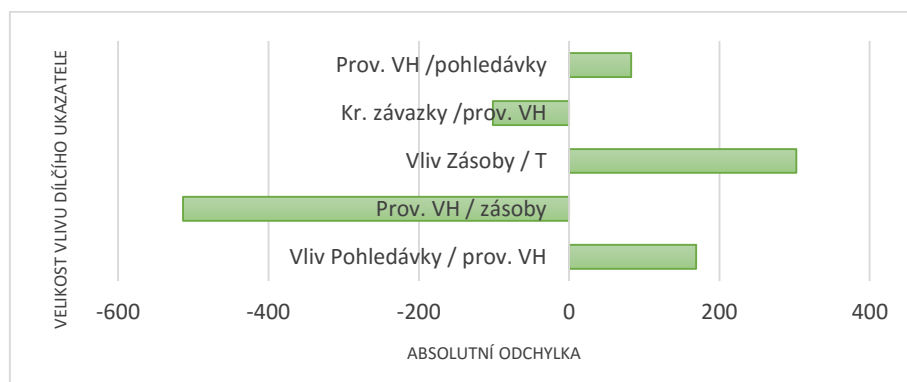 VELIKOST VLIVU DÍLČÍHO UKAZATELE
Prov. VH /pohledávky
Kr. závazky /prov. VH
Vliv Zásoby / T
Prov. VH / zásoby
Vliv Pohledávky / prov. VH
-600 -400 -200 0 200 400
ABSOLUTNÍ ODCHYLKA